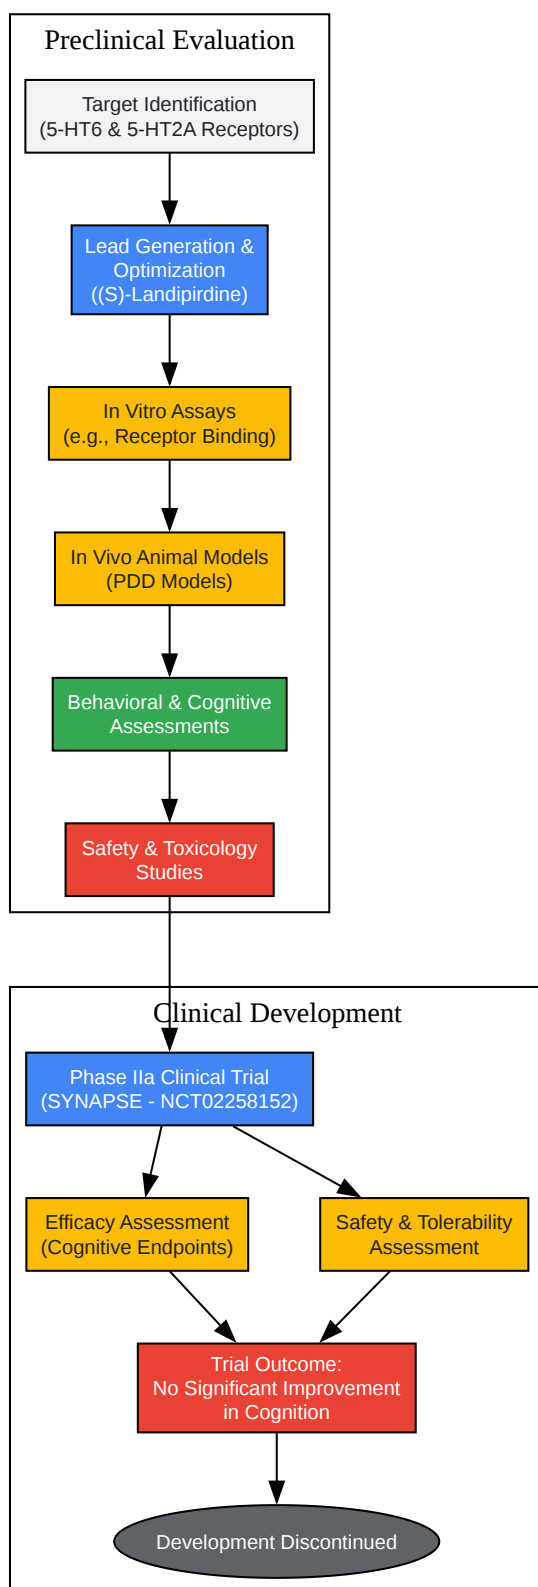 Preclinical Evaluation
Target Identification
(5-HT6 & 5-HT2A Receptors)
Lead Generation &
Optimization
((S)-Landipirdine)
In Vitro Assays
(e.g., Receptor Binding)
In Vivo Animal Models
(PDD Models)
Behavioral & Cognitive
Assessments
Safety & Toxicology
Studies
Clinical Development
Phase IIa Clinical Trial
(SYNAPSE - NCT02258152)
Efficacy Assessment
(Cognitive Endpoints)
Safety & Tolerability
Assessment
Trial Outcome:
No Significant Improvement
in Cognition
Development Discontinued